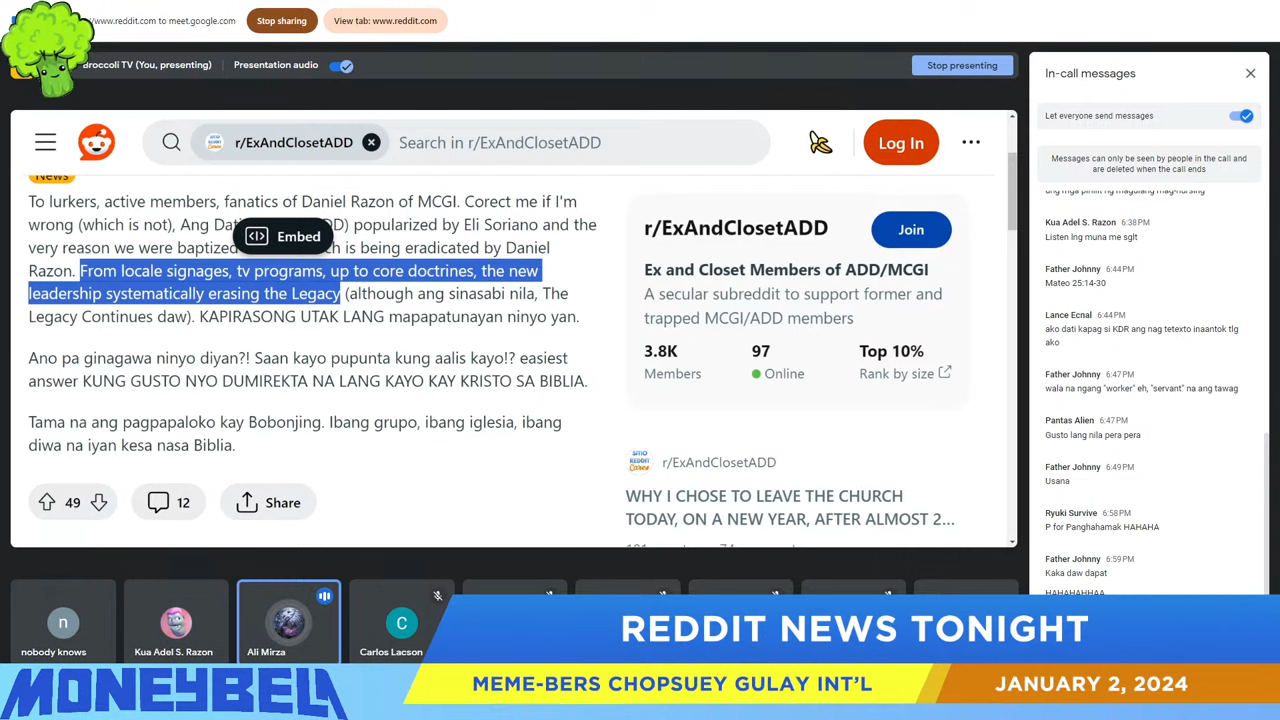 www.reddit.com to meet.google.com
Stop sharing
View tab: www.reddit.com
Broccoli TV (You, presenting)
Presentation audio
Stop presenting
r/ExAndClosetADD
Search in r/ExAndClosetADD
Log In
News
To lurkers, active members, fanatics of Daniel Razon of MCGI. Corect me if I'm
wrong (which is not), Ang Dati
DD) popularized by Eli Soriano and the
Embed
very reason we were baptized
h is being eradicated by Daniel
Razon. From locale signages, tv programs, up to core doctrines, the new
leadership systematically erasing the Legacy (although ang sinasabi nila, The
Legacy Continues daw). KAPIRASONG UTAK LANG mapapatunayan ninyo yan.
Ano pa ginagawa ninyo diyan?! Saan kayo pupunta kung aalis kayo!? easiest
answer KUNG GUSTO NYO DUMIREKTA NA LANG KAYO KAY KRISTO SA BIBLIA.
Tama na ang pagpapaloko kay Bobonjing. Ibang grupo, ibang iglesia, ibang
diwa na iyan kesa nasa Biblia.
49
12
Share
r/ExAndClosetADD
Join
Ex and Closet Members of ADD/MCGI
A secular subreddit to support former and
trapped MCGI/ADD members
3.8K
97
Top 10%
Members
Online
Rank by size
SITIO
REDDIT
Cares
r/ExAndClosetADD
WHY I CHOSE TO LEAVE THE CHURCH
TODAY, ON A NEW YEAR, AFTER ALMOST 2...
In-call messages
Let everyone send messages
Messages can only be seen by people in the call and
are deleted when the call ends
ang mga pinilit ng magulang mag-nursing
Kua Adel S. Razon 6:38PM
Listen lng muna me sglt
Father Johnny 6:44PM
Mateo 25:14-30
Lance Ecnal 6:44PM
ako dati kapag si KDR ang nag tetexto inaantok tlg
ako
Father Johnny 6:47PM
wala na ngang "worker" eh, "servant" na ang tawag
Pantas Alien 6:47PM
Gusto lang nila pera pera
Father Johnny 6:49PM
Usana
Ryuki Survive 6:58PM
P for Panghahamak HAHAHA
Father Johnny 6:59PM
Kaka daw dapat
HAHAHAHHAA
n
nobody knows
Kua Adel S. Razon
Ali Mirza
C
Carlos Lacson
REDDIT NEWS TONIGHT
MONEYBELA
MEME-BERS CHOPSUEY GULAY INT'L
JANUARY 2, 2024